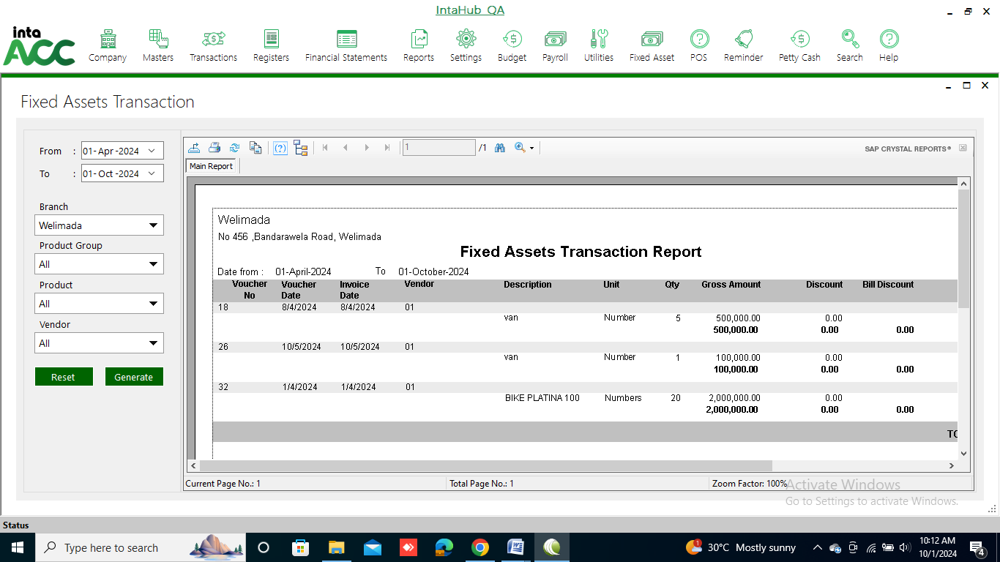 IntaHub_QA
inta
ACC
Company Masters Transactions Registers Financial Statements Reports Settings Budget Payroll Utilities Fixed Asset POS Reminder Petty Cash Search Help
Fixed Assets Transaction
From : 01-Apr-2024
To : 01-Oct-2024
Branch
Welimada
Product Group
All
Product
All
Vendor
All
Reset Generate
1 /1
SAP CRYSTAL REPORTS®
Main Report
Welimada
No 456 ,Bandarawela Road, Welimada
Fixed Assets Transaction Report
Date from : 01-April-2024 To 01-October-2024
Voucher No Voucher Date Invoice Date Vendor Description Unit Qty Gross Amount Discount Bill Discount
18 8/4/2024 8/4/2024 01
van Number 5 500,000.00 0.00
500,000.00 0.00 0.00
26 10/5/2024 10/5/2024 01
van Number 1 100,000.00 0.00
100,000.00 0.00 0.00
32 1/4/2024 1/4/2024 01
BIKE PLATINA 100 Numbers 20 2,000,000.00 0.00
2,000,000.00 0.00 0.00
Current Page No.: 1 Total Page No.: 1 Zoom Factor: 100%
Activate Windows
Go to Settings to activate Windows.
Status
Type here to search
1
30°C Mostly sunny
10:12 AM
10/1/2024
4